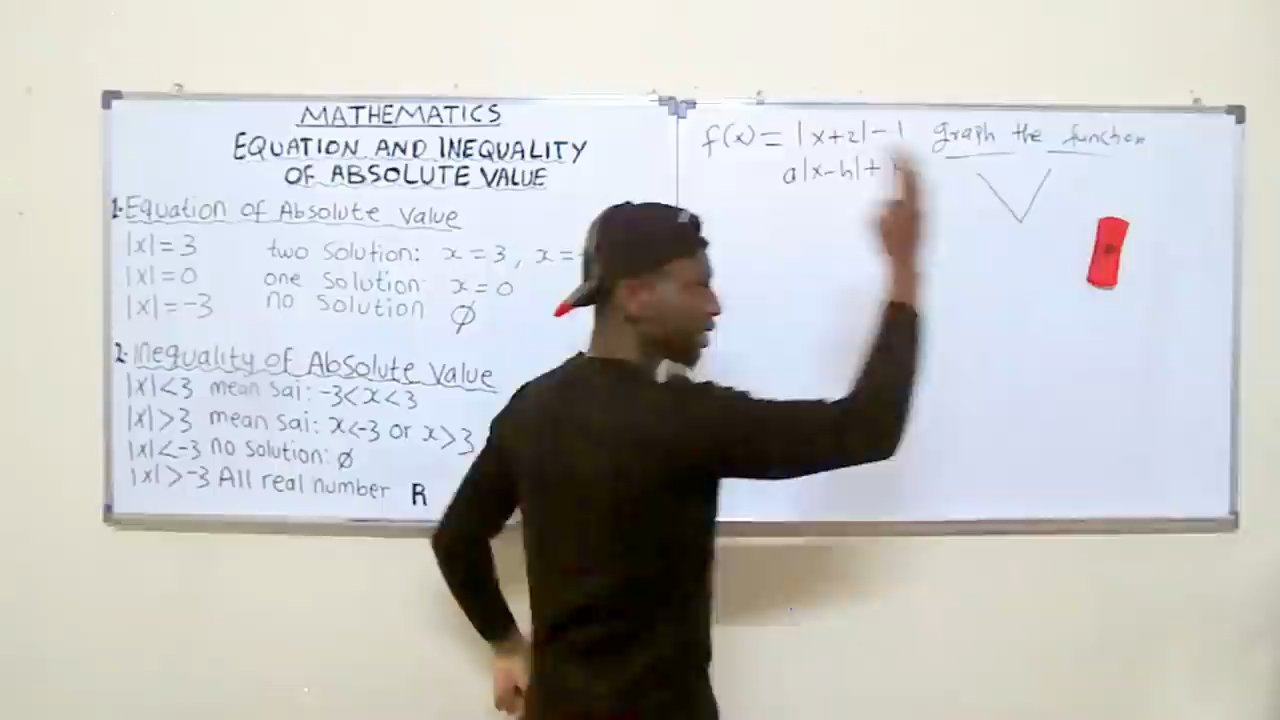 MATHEMATICS
EQUATION AND INEQUALITY
OF ABSOLUTE VALUE
1. Equation of Absolute Value
|x|=3 two solution: x=3, x=-
|x|=0 one solution x=0
|x|=-3 no solution ∅
2. Inequality of Absolute Value
|x|<3 mean sai: -3<x<3
|x|>3 mean sai: x<-3 or x>3
|x|<-3 no solution: ∅
|x|>-3 All real number R
f(x)=|x+2|-1 graph the function
a|x-h|+